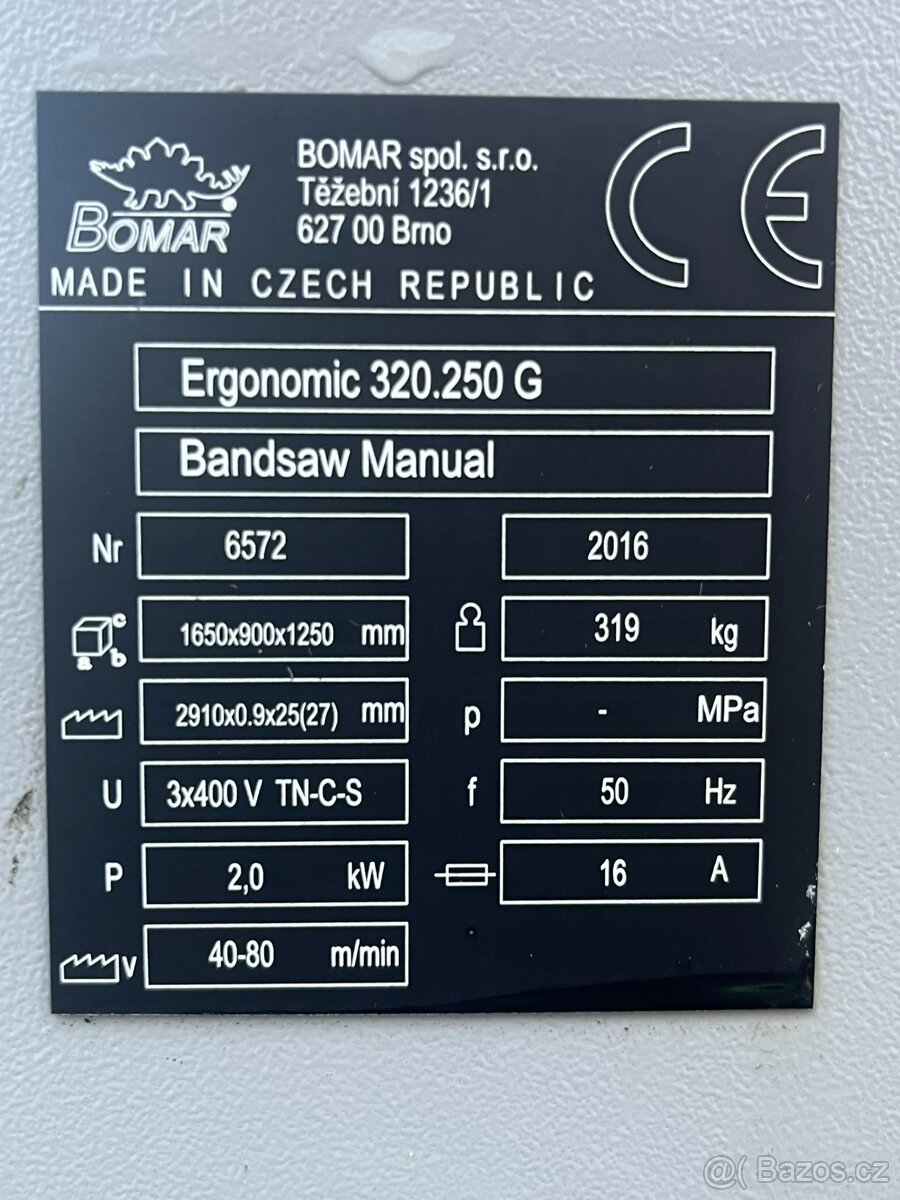 BOMAR®
BOMAR spol. s.r.o.
Těžební 1236/1
627 00 Brno
CE
MADE IN CZECH REPUBLIC
Ergonomic 320.250 G
Bandsaw Manual
Nr 6572 2016
c
a b
1650x900x1250 mm 319 kg
2910x0.9x25(27) mm p - MPa
U 3x400 V TN-C-S f 50 Hz
P 2,0 kW 16 A
v 40-80 m/min
@( Bazos.cz